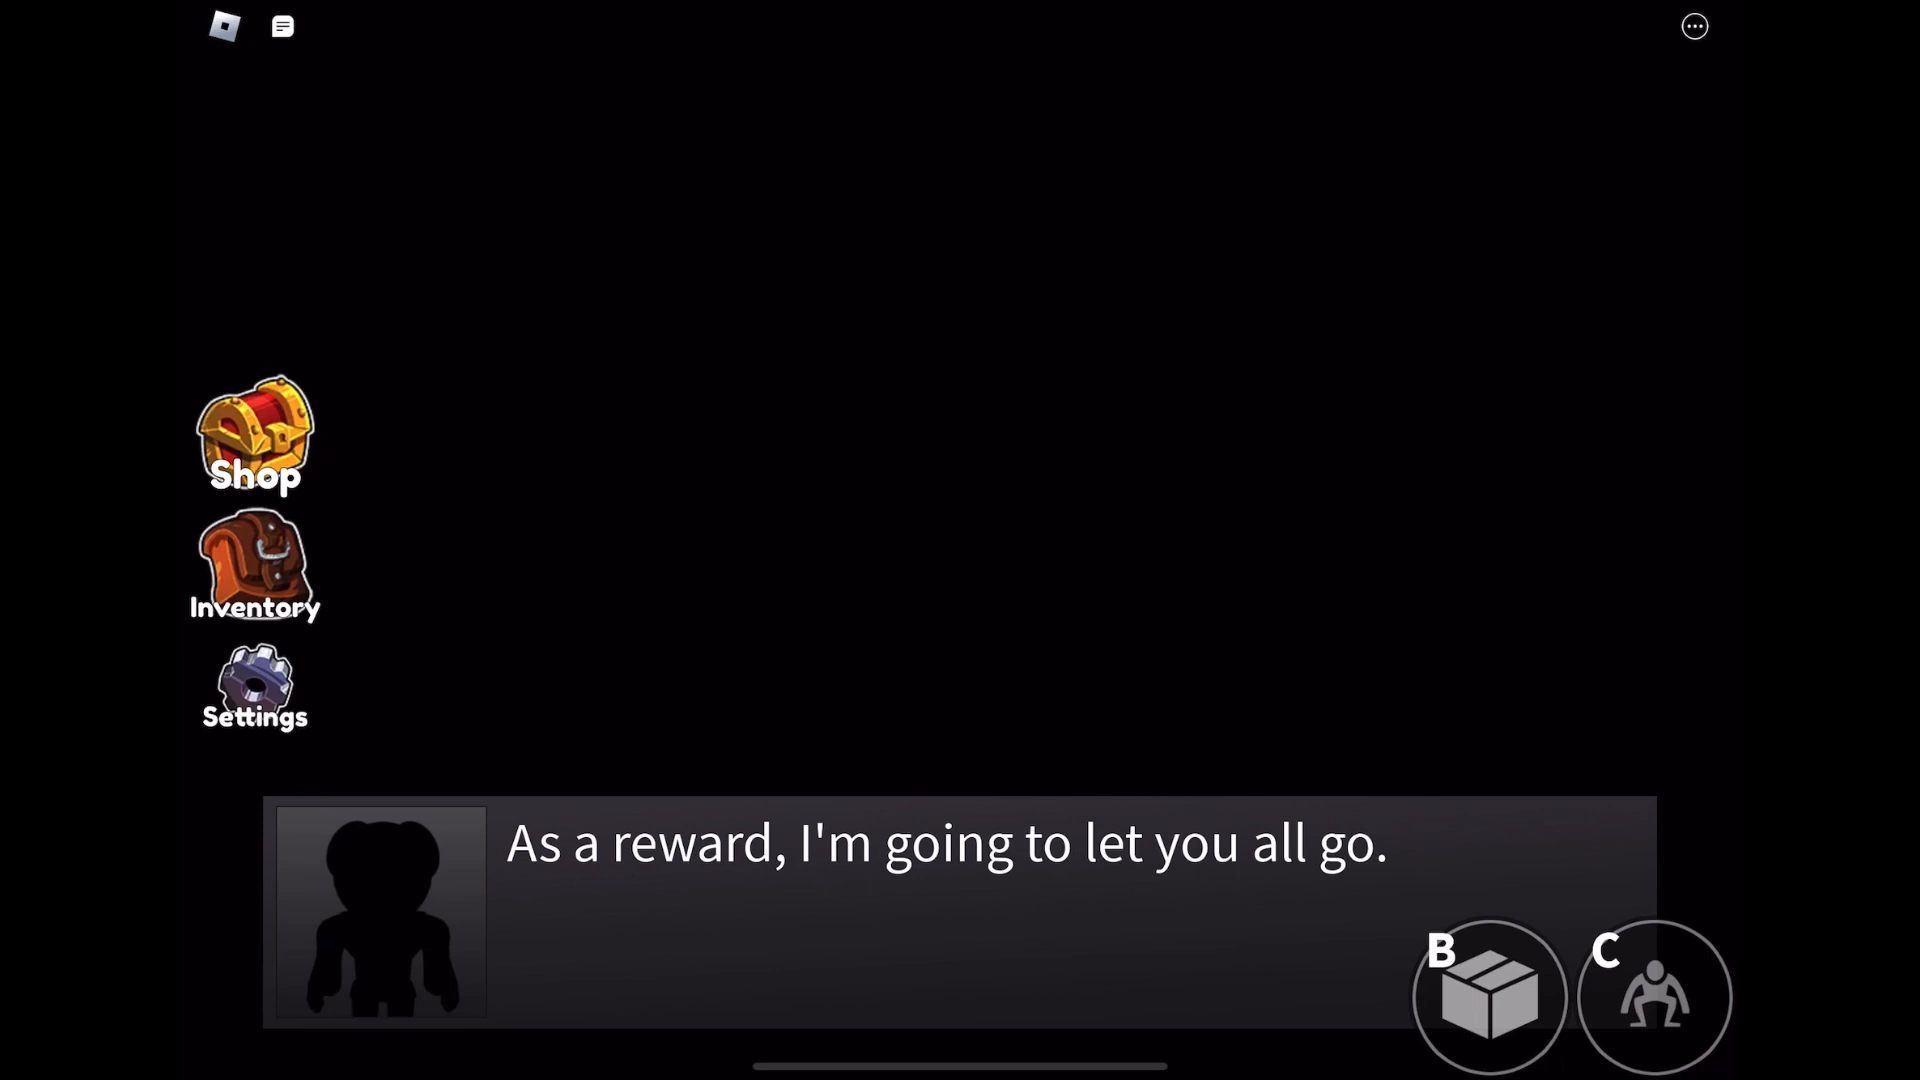 Shop
Inventory
Settings
As a reward, I'm going to let you all go.
B
C